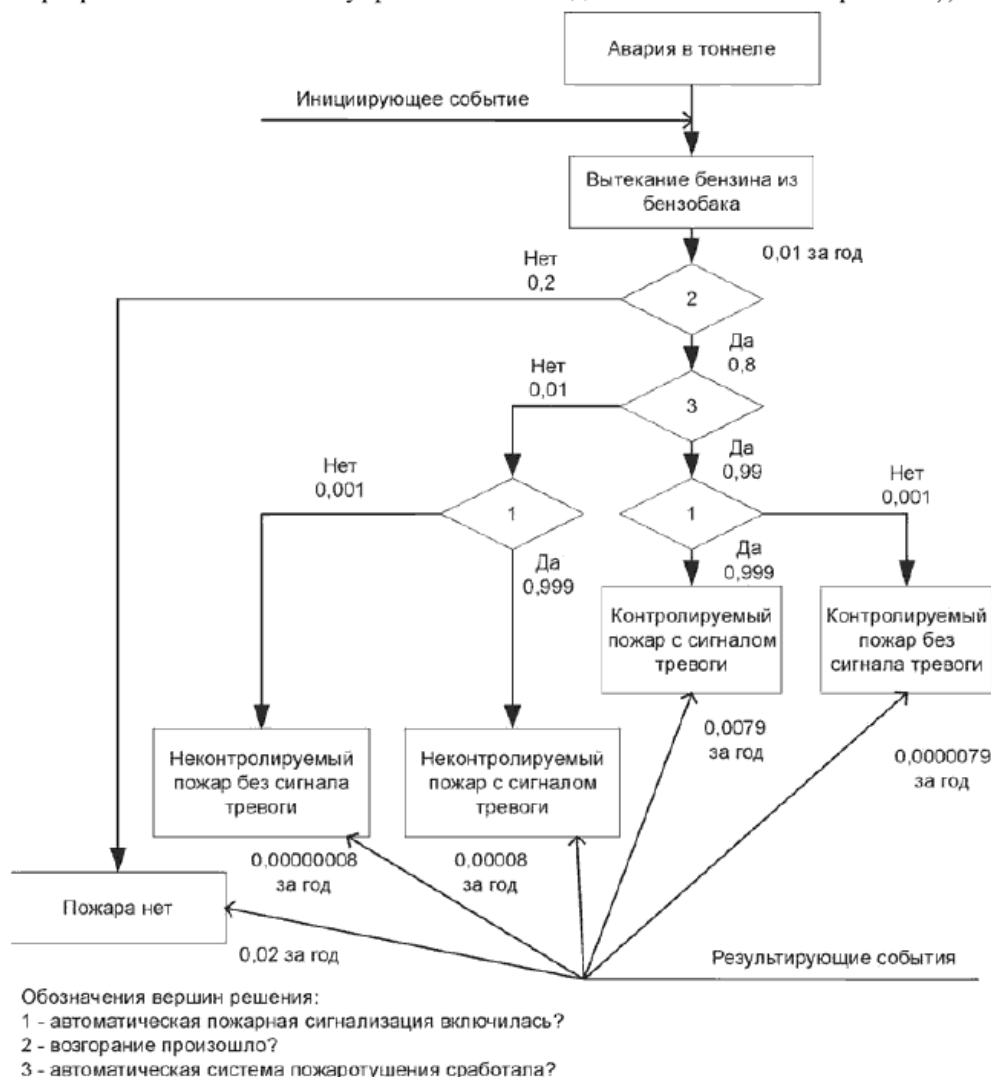 Авария в тоннеле
Инициирующее событие
Вытекание бензина из
бензобака
0,01 за год
Нет
0,2
2
Да
0,8
Нет
0,01
3
Да
0,99
Нет
0,001
Нет
0,001
1
1
Да
0,999
Да
0,999
Контролируемый
пожар с сигналом
тревоги
Контролируемый
пожар без
сигнала тревоги
0,0079
за год
0,0000079
за год
Неконтролируемый
пожар без сигнала
тревоги
Неконтролируемый
пожар с сигналом
тревоги
0,00000008
за год
0,00008
за год
Пожара нет
0,02 за год
Результирующие события
Обозначения вершин решения:
1 - автоматическая пожарная сигнализация включилась?
2 - возгорание произошло?
3 - автоматическая система пожаротушения сработала?